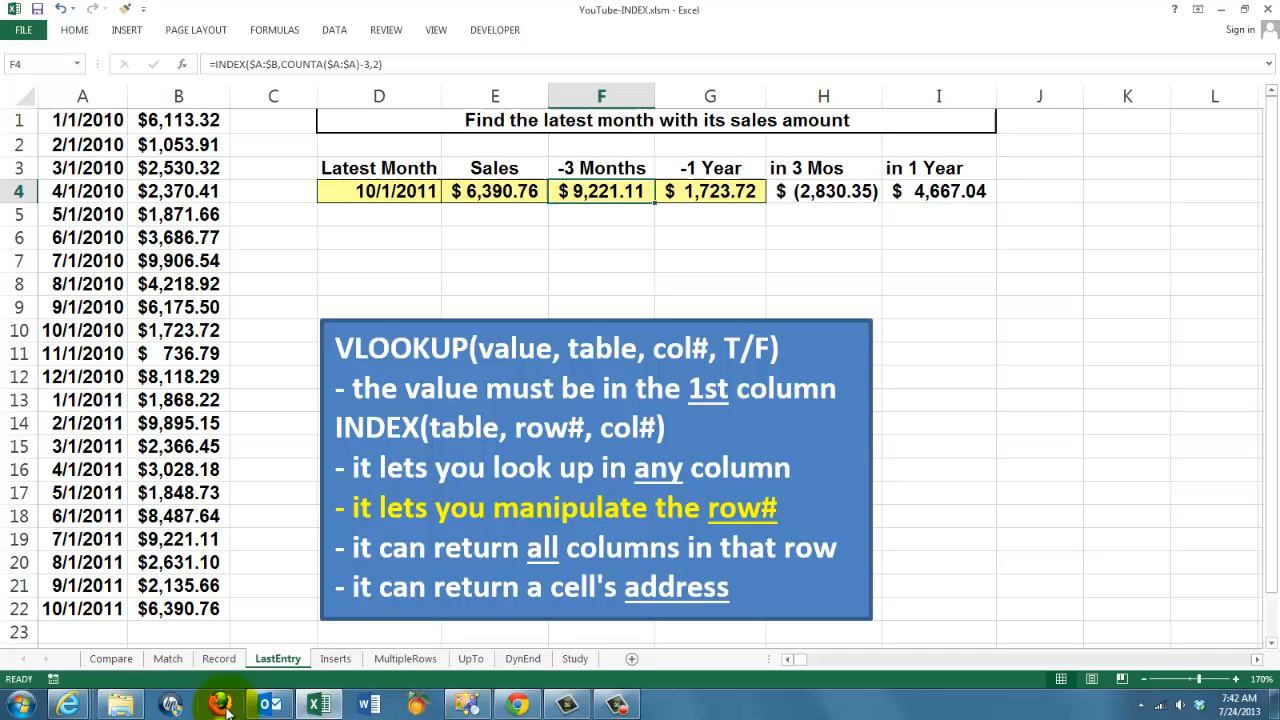 YouTube-INDEX.xlsm - Excel
FILE HOME INSERT PAGE LAYOUT FORMULAS DATA REVIEW VIEW DEVELOPER Sign in
F4 fx =INDEX($A:$B,COUNTA($A:$A)-3,2)
A B C D E F G H I J K L
1 1/1/2010 $6,113.32 Find the latest month with its sales amount
2 2/1/2010 $1,053.91
3 3/1/2010 $2,530.32 Latest Month Sales -3 Months -1 Year in 3 Mos in 1 Year
4 4/1/2010 $2,370.41 10/1/2011 $ 6,390.76 $ 9,221.11 $ 1,723.72 $ (2,830.35) $ 4,667.04
5 5/1/2010 $1,871.66
6 6/1/2010 $3,686.77
7 7/1/2010 $9,906.54
8 8/1/2010 $4,218.92
9 9/1/2010 $6,175.50
10 10/1/2010 $1,723.72
11 11/1/2010 $ 736.79
12 12/1/2010 $8,118.29
13 1/1/2011 $1,868.22
14 2/1/2011 $9,895.15
15 3/1/2011 $2,366.45
16 4/1/2011 $3,028.18
17 5/1/2011 $1,848.73
18 6/1/2011 $8,487.64
19 7/1/2011 $9,221.11
20 8/1/2011 $2,631.10
21 9/1/2011 $2,135.66
22 10/1/2011 $6,390.76
23
VLOOKUP(value, table, col#, T/F)
- the value must be in the 1st column
INDEX(table, row#, col#)
- it lets you look up in any column
- it lets you manipulate the row#
- it can return all columns in that row
- it can return a cell's address
Compare Match Record LastEntry Inserts MultipleRows UpTo DynEnd Study
READY 170%
7:42 AM
7/24/2013